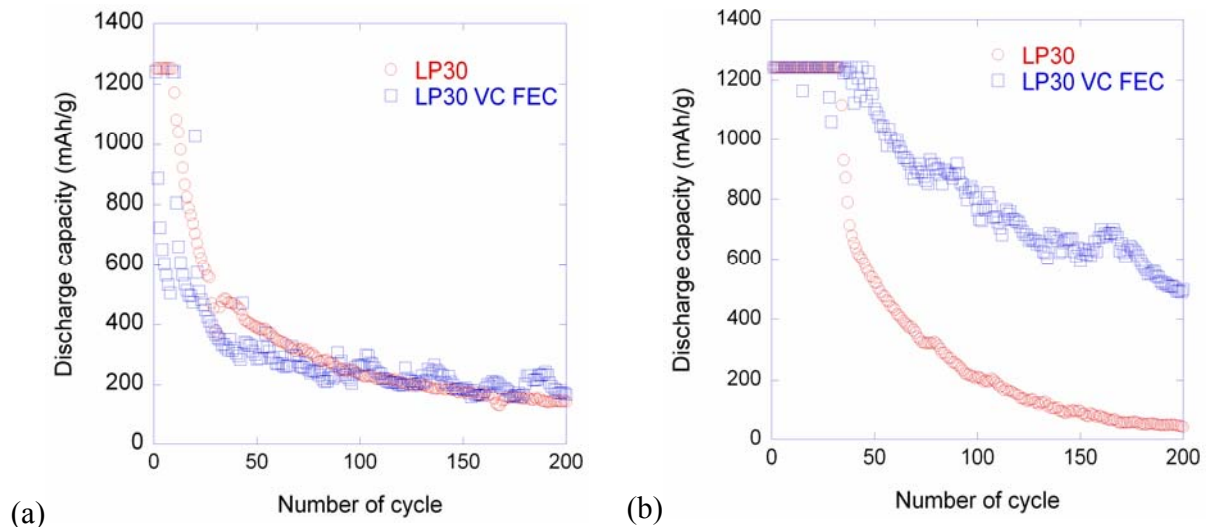 1400
1200
1000
800
600
400
200
0
Discharge capacity (mAh/g)
LP30
LP30 VC FEC
0 50 100 150 200
Number of cycle
(a)
1400
1200
1000
800
600
400
200
0
Discharge capacity (mAh/g)
LP30
LP30 VC FEC
0 50 100 150 200
Number of cycle
(b)